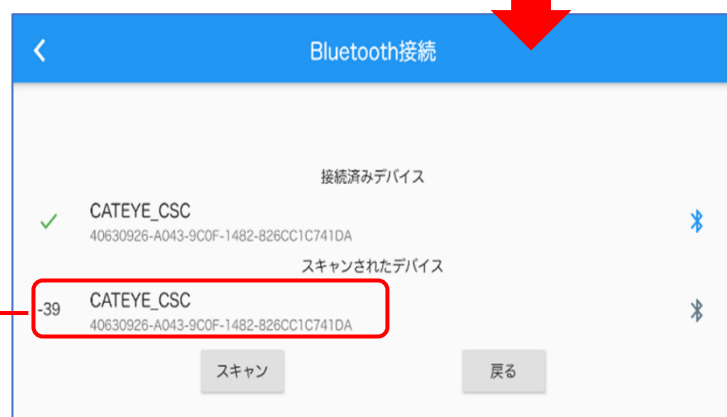 Bluetooth接続
接続済みデバイス
CATEYE_CSC
40630926-A043-9C0F-1482-826CC1C741DA
スキャンされたデバイス
-39
CATEYE_CSC
40630926-A043-9C0F-1482-826CC1C741DA
スキャン
戻る